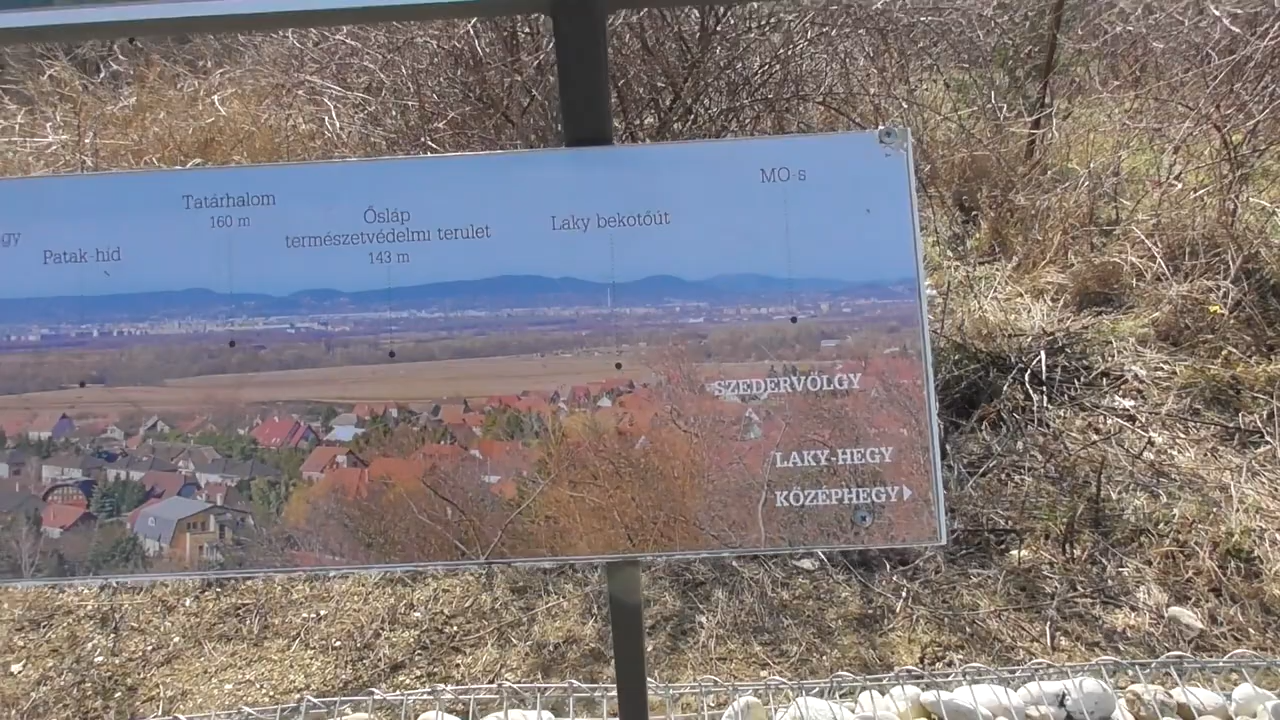 gy
Patak-híd
Tatárhalom
160 m
Ősláp
természetvédelmi terulet
143 m
Laky bekotőút
MO-s
SZEDERVÖLGY
LAKY-HEGY
KÖZÉPHEGY